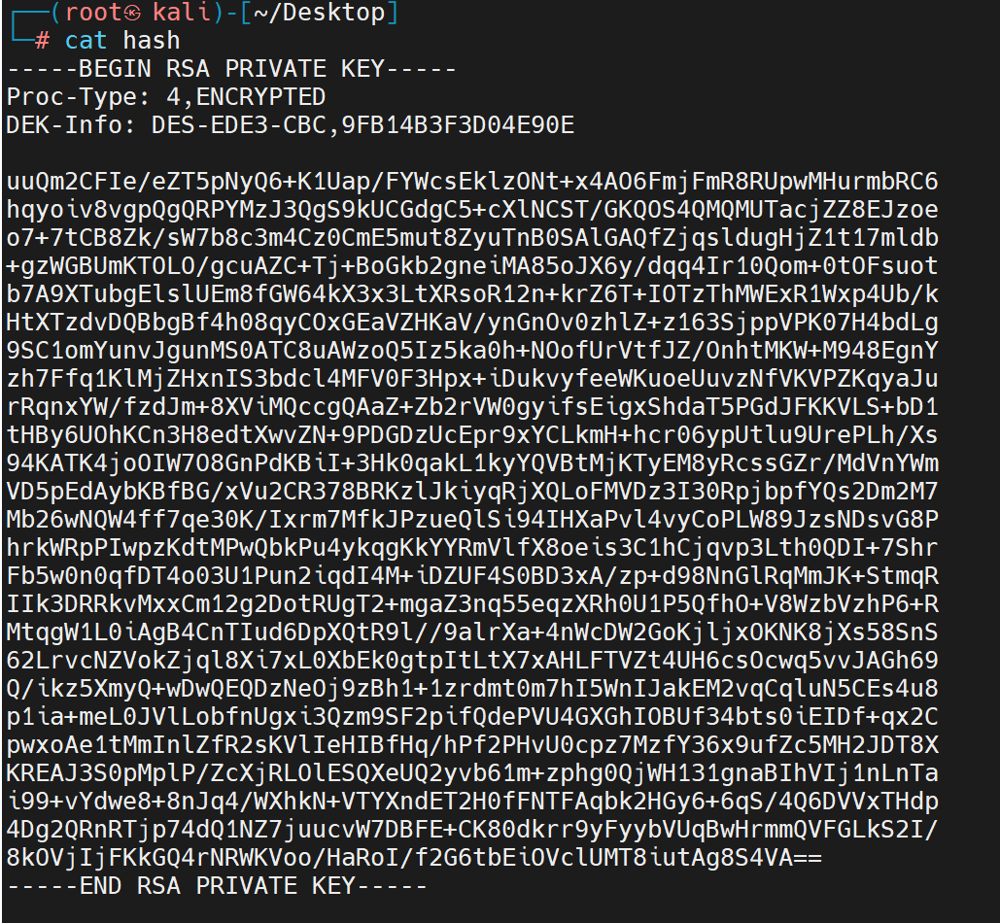 ┌──(root㉿kali)-[~/Desktop]
└─# cat hash
-----BEGIN RSA PRIVATE KEY-----
Proc-Type: 4,ENCRYPTED
DEK-Info: DES-EDE3-CBC,9FB14B3F3D04E90E

uuQm2CFIe/eZT5pNyQ6+K1Uap/FYWcsEklzONt+x4AO6FmjFmR8RUpwMHurmbRC6
hqyoiv8vgpQgQRPYMzJ3QgS9kUCGdgC5+cXlNCST/GKQOS4QMQMUTacjZZ8EJzoe
o7+7tCB8Zk/sW7b8c3m4Cz0CmE5mut8ZyuTnB0SAlGAQfZjqsldugHjZ1t17mldb
+gzWGBUmKTOLO/gcuAZC+Tj+BoGkb2gneiMA85oJX6y/dqq4Ir10Qom+0tOFsuot
b7A9XTubgElslUEm8fGW64kX3x3LtXRsoR12n+krZ6T+IOTzThMWExR1Wxp4Ub/k
HtXTzdvDQBbgBf4h08qyCOxGEaVZHKaV/ynGnOv0zhlZ+z163SjppVPK07H4bdLg
9SC1omYunvJgunMS0ATC8uAWzoQ5Iz5ka0h+NOofUrVtfJZ/OnhtMKW+M948EgnY
zh7Ffq1KlMjZHxnIS3bdcl4MFV0F3Hpx+iDukvyfeeWKuoeUuvzNfVKVPZKqyaJu
rRqnxYW/fzdJm+8XViMQccgQAaZ+Zb2rVW0gyifsEigxShdaT5PGdJFKKVLS+bD1
tHBy6UOhKCn3H8edtXwvZN+9PDGDzUcEpr9xYCLkmH+hcr06ypUtlu9UrePLh/Xs
94KATK4joOIW7O8GnPdKBiI+3Hk0qakL1kyYQVBtMjKTyEM8yRcssGZr/MdVnYWm
VD5pEdAybKBfBG/xVu2CR378BRKzlJkiyqRjXQLoFMVDz3I30RpjbpfYQs2Dm2M7
Mb26wNQW4ff7qe30K/Ixrm7MfkJPzueQlSi94IHXaPvl4vyCoPLW89JzsNDsvG8P
hrkWRpPIwpzKdtMPwQbkPu4ykqgKkYYRmVlfX8oeis3C1hCjqvp3Lth0QDI+7Shr
Fb5w0n0qfDT4o03U1Pun2iqdI4M+iDZUF4S0BD3xA/zp+d98NnGlRqMmJK+StmqR
IIk3DRRkvMxxCm12g2DotRUgT2+mgaZ3nq55eqzXRh0U1P5QfhO+V8WzbVzhP6+R
MtqgW1L0iAgB4CnTIud6DpXQtR9l//9alrXa+4nWcDW2GoKjljxOKNK8jXs58SnS
62LrvcNZVokZjql8Xi7xL0XbEk0gtpItLtX7xAHLFTVZt4UH6csOcwq5vvJAGh69
Q/ikz5XmyQ+wDwQEQDzNeOj9zBh1+1zrdmt0m7hI5WnIJakEM2vqCqluN5CEs4u8
p1ia+meL0JVlLobfnUgxi3Qzm9SF2pifQdePVU4GXGhIOBUf34bts0iEIDf+qx2C
pwxoAe1tMmInlZfR2sKVlIeHIBfHq/hPf2PHvU0cpz7MzfY36x9ufZc5MH2JDT8X
KREAJ3S0pMplP/ZcXjRLOlESQXeUQ2yvb61m+zphg0QjWH131gnaBIhVIj1nLnTa
i99+vYdwe8+8nJq4/WXhkN+VTYXndET2H0fFNTFAqbk2HGy6+6qS/4Q6DVVxTHdp
4Dg2QRnRTjp74dQ1NZ7juucvW7DBFE+CK80dkrr9yFyybVUqBwHrmmQVFGLkS2I/
8kOVjIjFKkGQ4rNRWKVoo/HaRoI/f2G6tbEiOVclUMT8iutAg8S4VA==
-----END RSA PRIVATE KEY-----